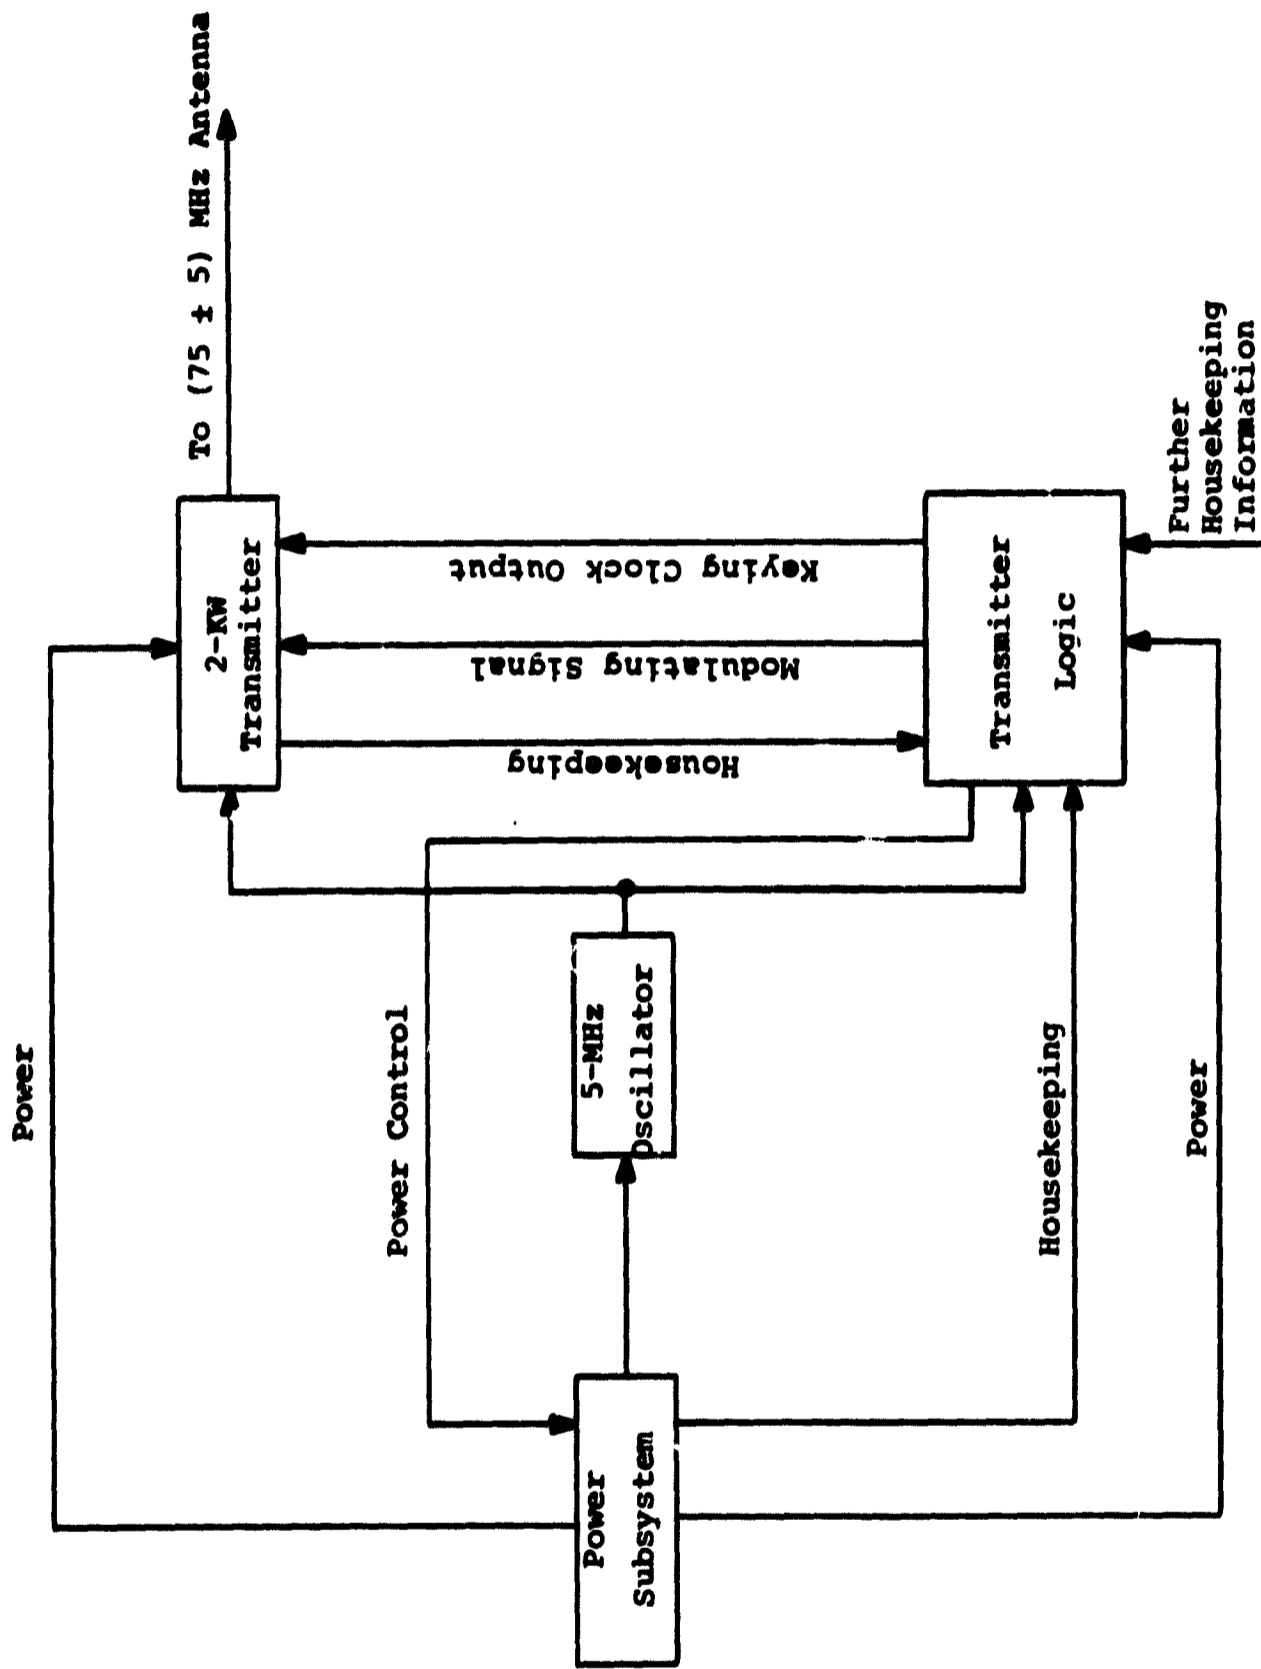 Power
To (75 ± 5) MHz Antenna
2-KW
Transmitter
Power Control
5-MHz
Oscillator
Housekeeping
Modulating Signal
Keying Clock Output
Power
Subsystem
Housekeeping
Transmitter
Logic
Power
Further
Housekeeping
Information